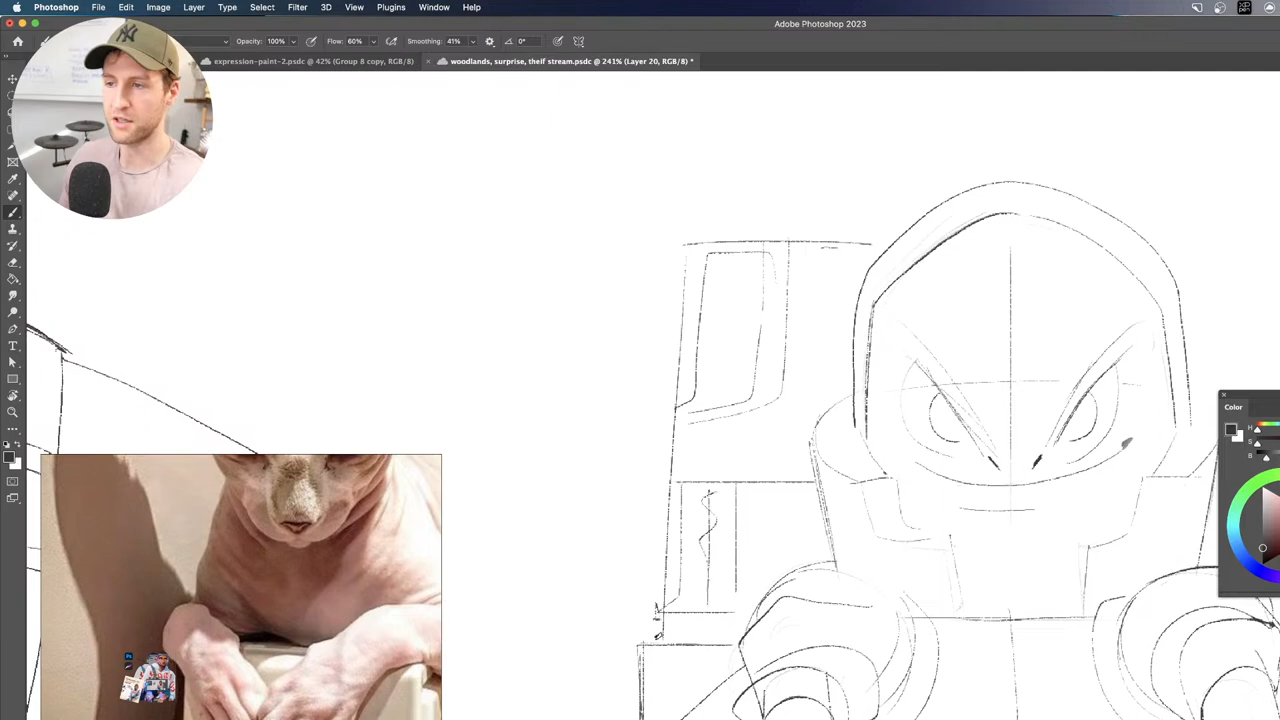 Photoshop File Edit Image Layer Type Select Filter 3D View Plugins Window Help
Adobe Photoshop 2023
Opacity: 100% Flow: 60% Smoothing: 41% 0°
expression-paint-2.psdc @ 42% (Group 8 copy, RGB/8) × woodlands, surprise, theif stream.psdc @ 241% (Layer 20, RGB/8) *
Color
H
S
B
Ps